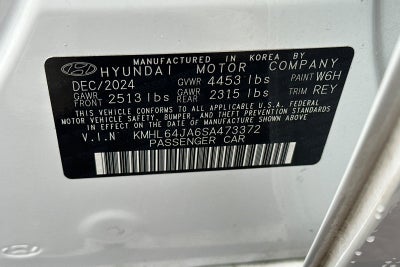 MANUFACTURED IN KOREA BY
HYUNDAI MOTOR COMPANY
DEC/2024 GVWR 4453 lbs PAINT W6H
GAWR FRONT 2513 lbs GAWR REAR 2315 lbs TRIM REY
THIS VEHICLE CONFORMS TO ALL APPLICABLE U.S.A. FEDERAL
MOTOR VEHICLE SAFETY, BUMPER, AND THEFT PREVENTION
STANDARDS IN EFFECT ON THE DATE OF MANUFACTURE SHOWN ABOVE.
V.I.N KMHL64JA6SA473372
PASSENGER CAR